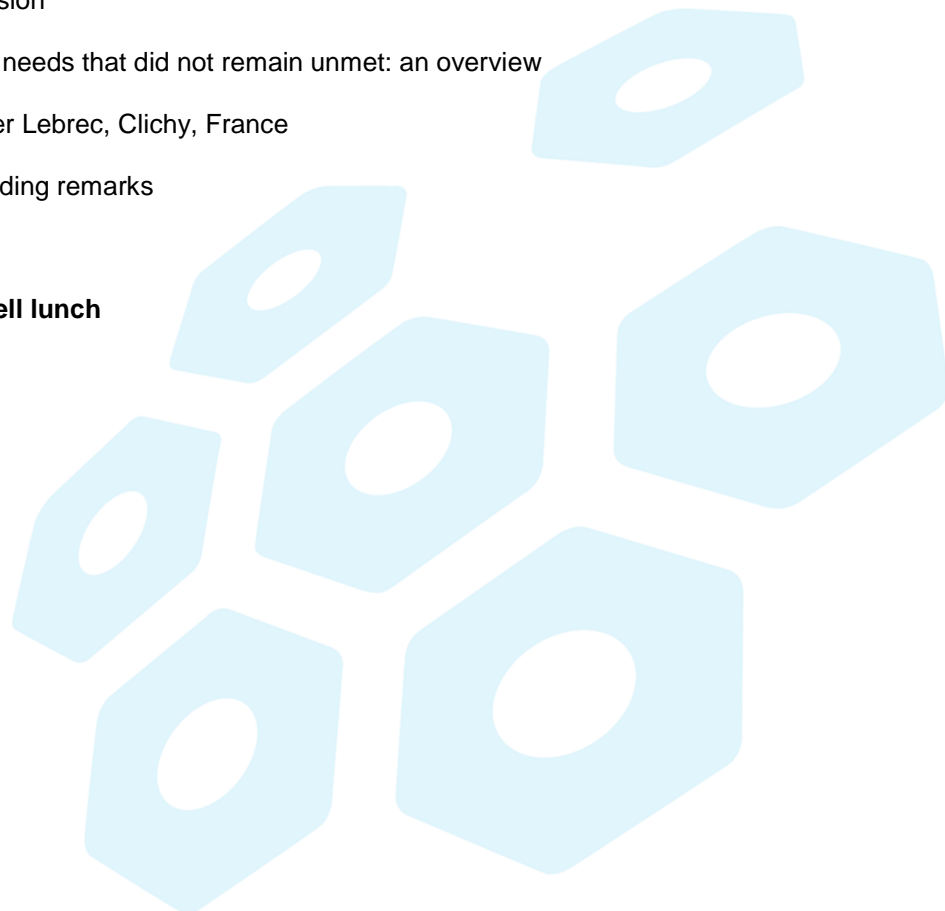 sion
needs that did not remain unmet: an overview
er Lebrec, Clichy, France
ding remarks
ell lunch